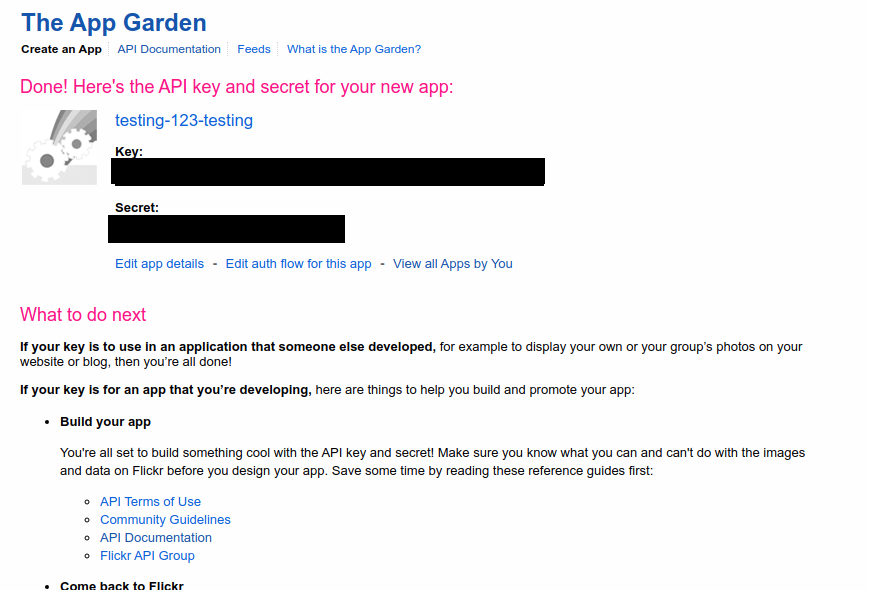 The App Garden
Create an App API Documentation Feeds What is the App Garden?
Done! Here's the API key and secret for your new app:
testing-123-testing
Key:
Secret:
Edit app details - Edit auth flow for this app - View all Apps by You
What to do next
If your key is to use in an application that someone else developed, for example to display your own or your group’s photos on your
website or blog, then you’re all done!
If your key is for an app that you’re developing, here are things to help you build and promote your app:
• Build your app
You're all set to build something cool with the API key and secret! Make sure you know what you can and can't do with the images
and data on Flickr before you design your app. Save some time by reading these reference guides first:
API Terms of Use
Community Guidelines
API Documentation
Flickr API Group
• Come back to Flickr